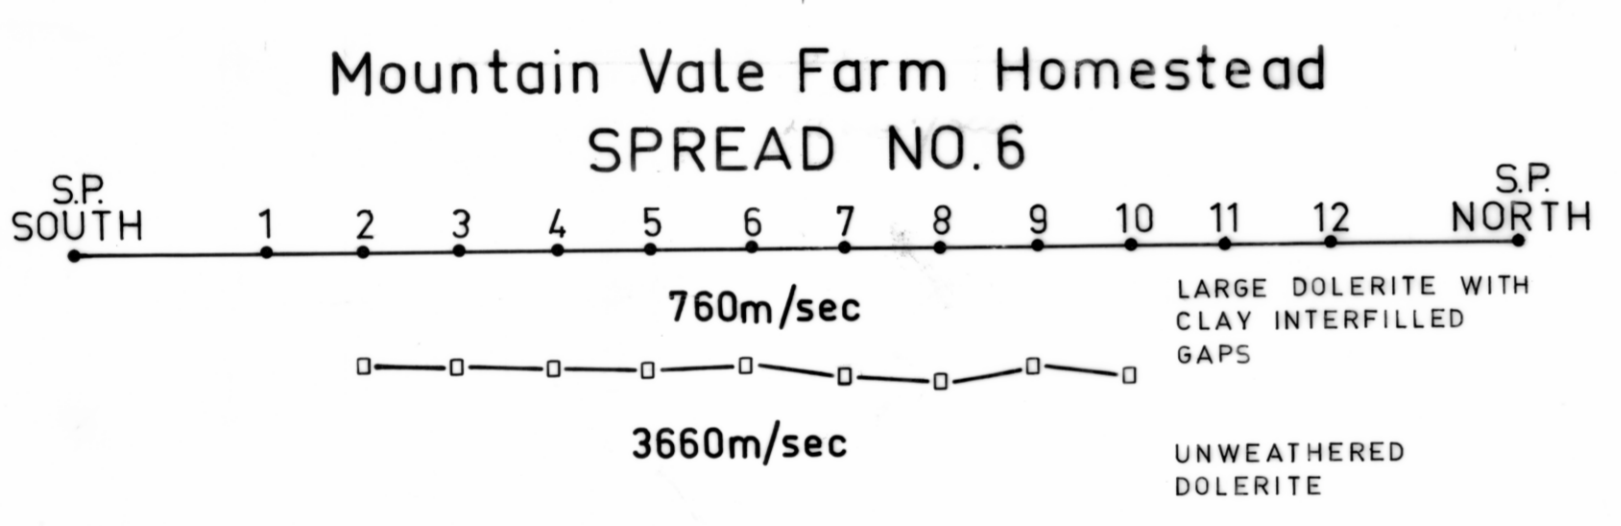 Mountain Vale Farm Homestead
SPREAD NO.6
S.P.
SOUTH
1 2 3 4 5 6 7 8 9 10 11 12
S.P.
NORTH
760m/sec
LARGE DOLERITE WITH
CLAY INTERFILLED
GAPS
3660m/sec
UNWEATHERED
DOLERITE